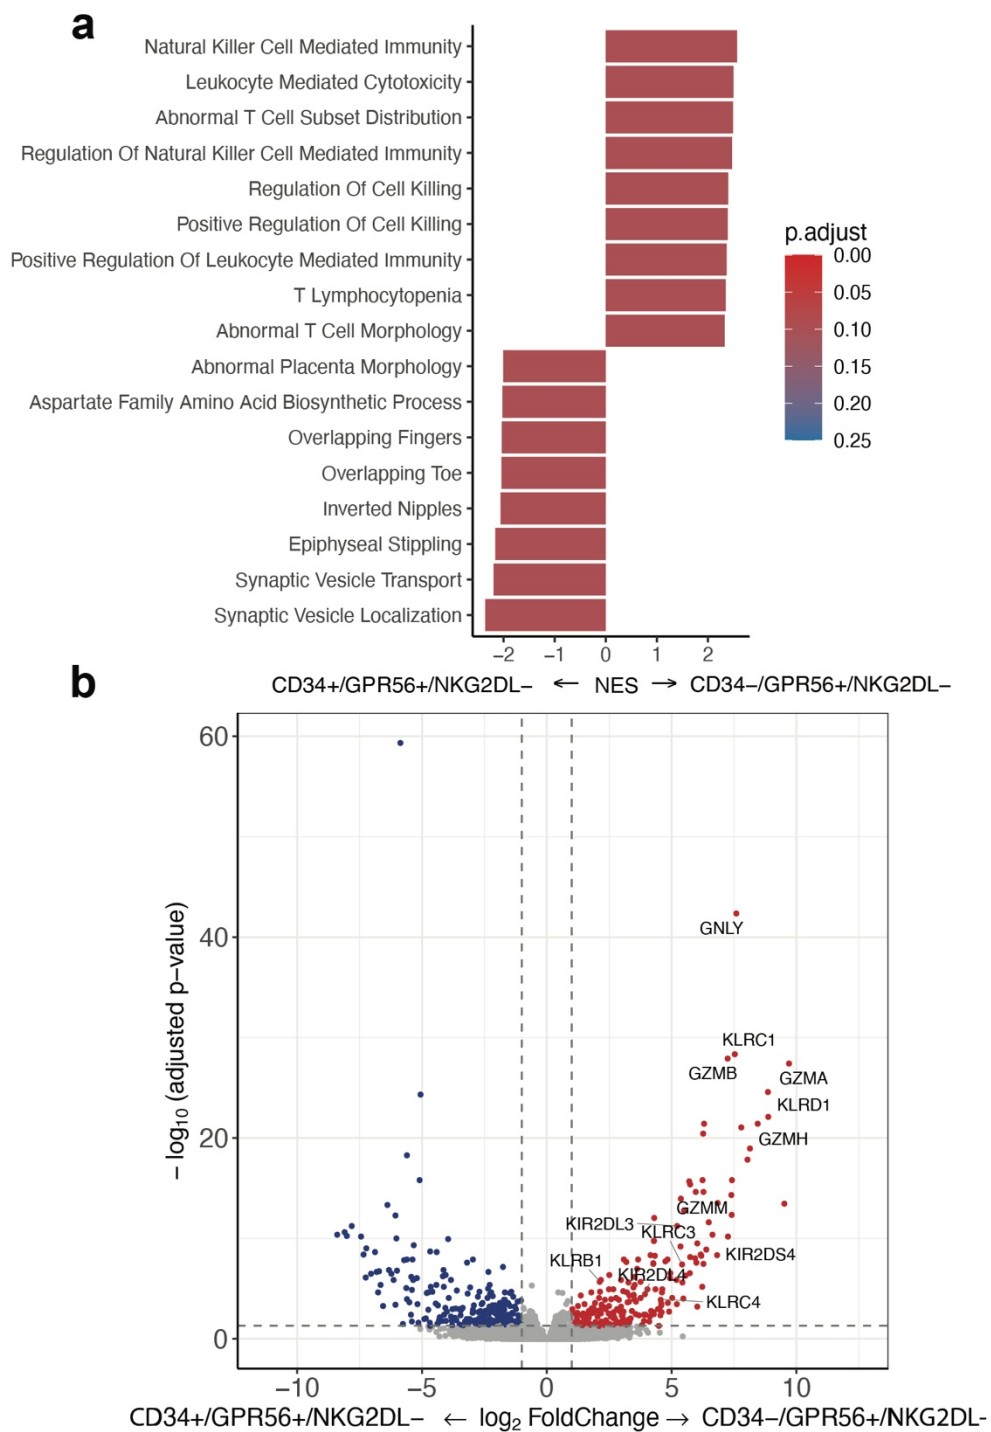 a
Natural Killer Cell Mediated Immunity
Leukocyte Mediated Cytotoxicity
Abnormal T Cell Subset Distribution
Regulation Of Natural Killer Cell Mediated Immunity
Regulation Of Cell Killing
Positive Regulation Of Cell Killing
Positive Regulation Of Leukocyte Mediated Immunity
T Lymphocytopenia
Abnormal T Cell Morphology
Abnormal Placenta Morphology
Aspartate Family Amino Acid Biosynthetic Process
Overlapping Fingers
Overlapping Toe
Inverted Nipples
Epiphyseal Stippling
Synaptic Vesicle Transport
Synaptic Vesicle Localization
p.adjust
0.00
0.05
0.10
0.15
0.20
0.25
−2 −1 0 1 2
CD34+/GPR56+/NKG2DL− ← NES → CD34−/GPR56+/NKG2DL−
b
− log₁₀ (adjusted p−value)
60
40
20
0
GNLY
KLRC1
GZMB
GZMA
KLRD1
GZMH
GZMM
KIR2DL3
KLRC3
KIR2DS4
KLRB1
KIR2DL4
KLRC4
−10 −5 0 5 10
CD34+/GPR56+/NKG2DL− ← log₂ FoldChange → CD34−/GPR56+/NKG2DL-